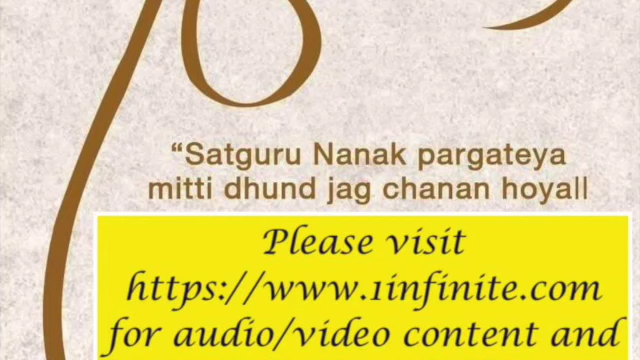 “Satguru Nanak pargateya
mitti dhund jag chanan hoyall
Please visit
https://www.1infinite.com
for audio/video content and